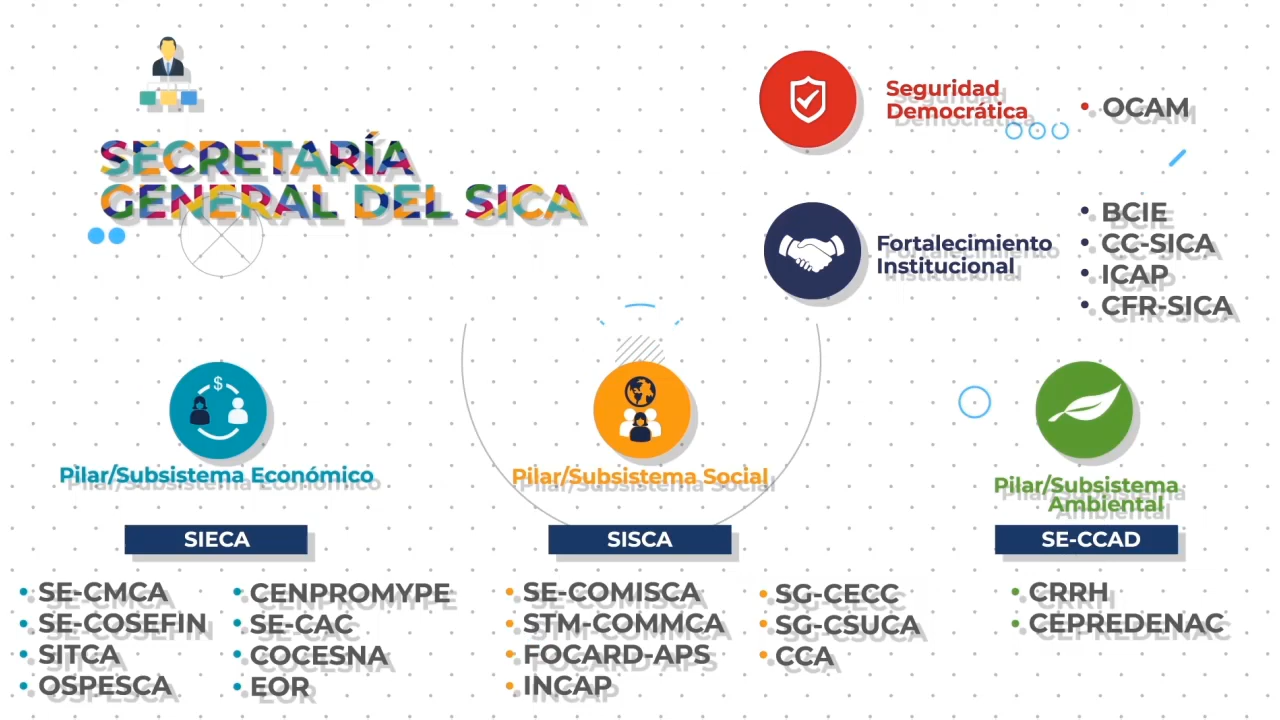 SECRETARÍA
GENERAL DEL SICA
Seguridad
Democrática
• OCAM
Fortalecimiento
Institucional
• BCIE
• CC-SICA
• ICAP
• CFR-SICA
$
Pilar/Subsistema Económico
SIECA
• SE-CMCA
• SE-COSEFIN
• SITCA
• OSPESCA
• CENPROMYPE
• SE-CAC
• COCESNA
• EOR
Pilar/Subsistema Social
SISCA
• SE-COMISCA
• STM-COMMCA
• FOCARD-APS
• INCAP
• SG-CECC
• SG-CSUCA
• CCA
Pilar/Subsistema
Ambiental
SE-CCAD
• CRRH
• CEPREDENAC